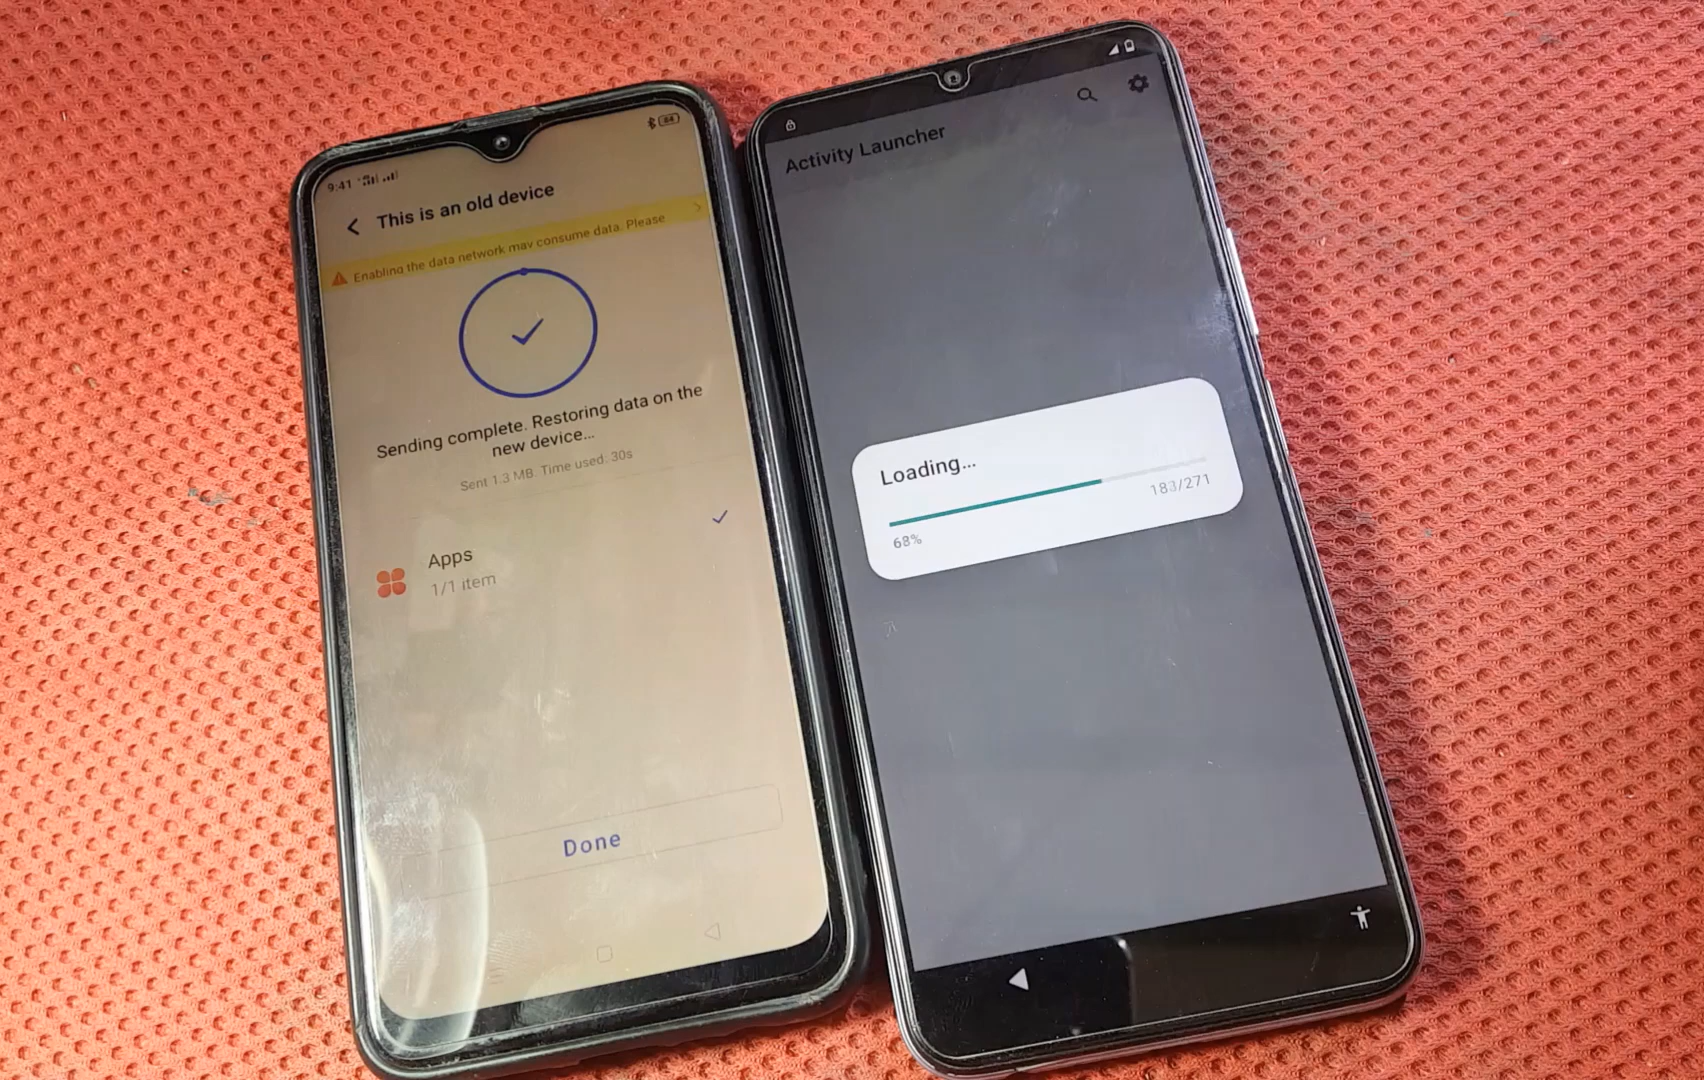 9:41
84
This is an old device
Enabling the data network may consume data. Please
Sending complete. Restoring data on the
new device...
Sent 1.3 MB. Time used: 30s
Apps
1/1 item
Done
Activity Launcher
Loading...
183/271
68%